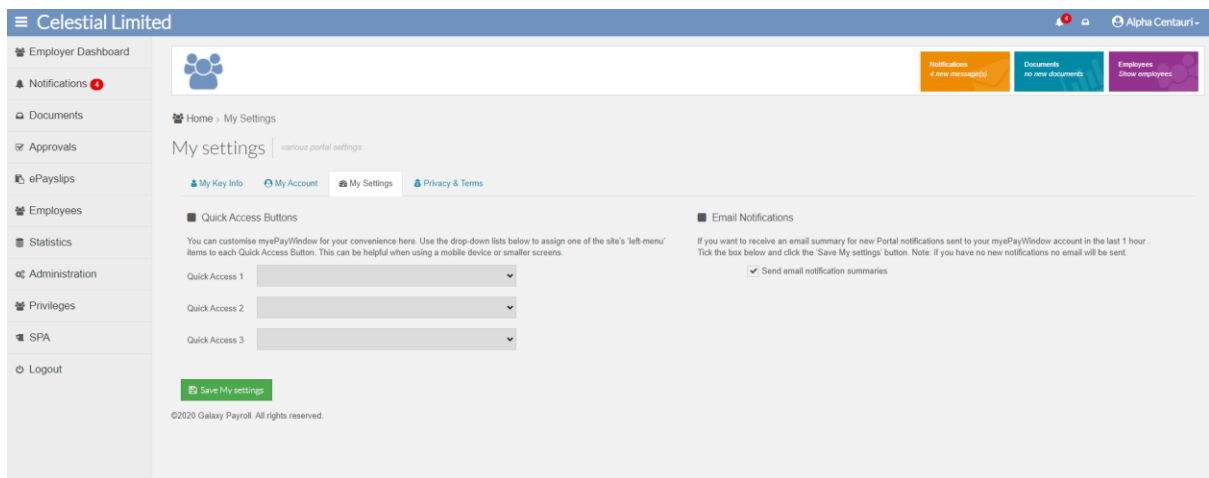 Celestial Limited
4
Alpha Centauri
Employer Dashboard
Notifications 4
Documents
Approvals
ePayslips
Employees
Statistics
Administration
Privileges
SPA
Logout
Notifications
4 new message(s)
Documents
no new documents
Employees
Show employees
Home › My Settings
My settings
various portal settings
My Key Info
My Account
My Settings
Privacy & Terms
Quick Access Buttons
You can customise myePayWindow for your convenience here. Use the drop-down lists below to assign one of the site's 'left-menu'
items to each Quick Access Button. This can be helpful when using a mobile device or smaller screens.
Quick Access 1
Quick Access 2
Quick Access 3
Email Notifications
If you want to receive an email summary for new Portal notifications sent to your myePayWindow account in the last 1 hour .
Tick the box below and click the 'Save My settings' button. Note: if you have no new notifications no email will be sent.
Send email notification summaries
Save My settings
©2020 Galaxy Payroll. All rights reserved.